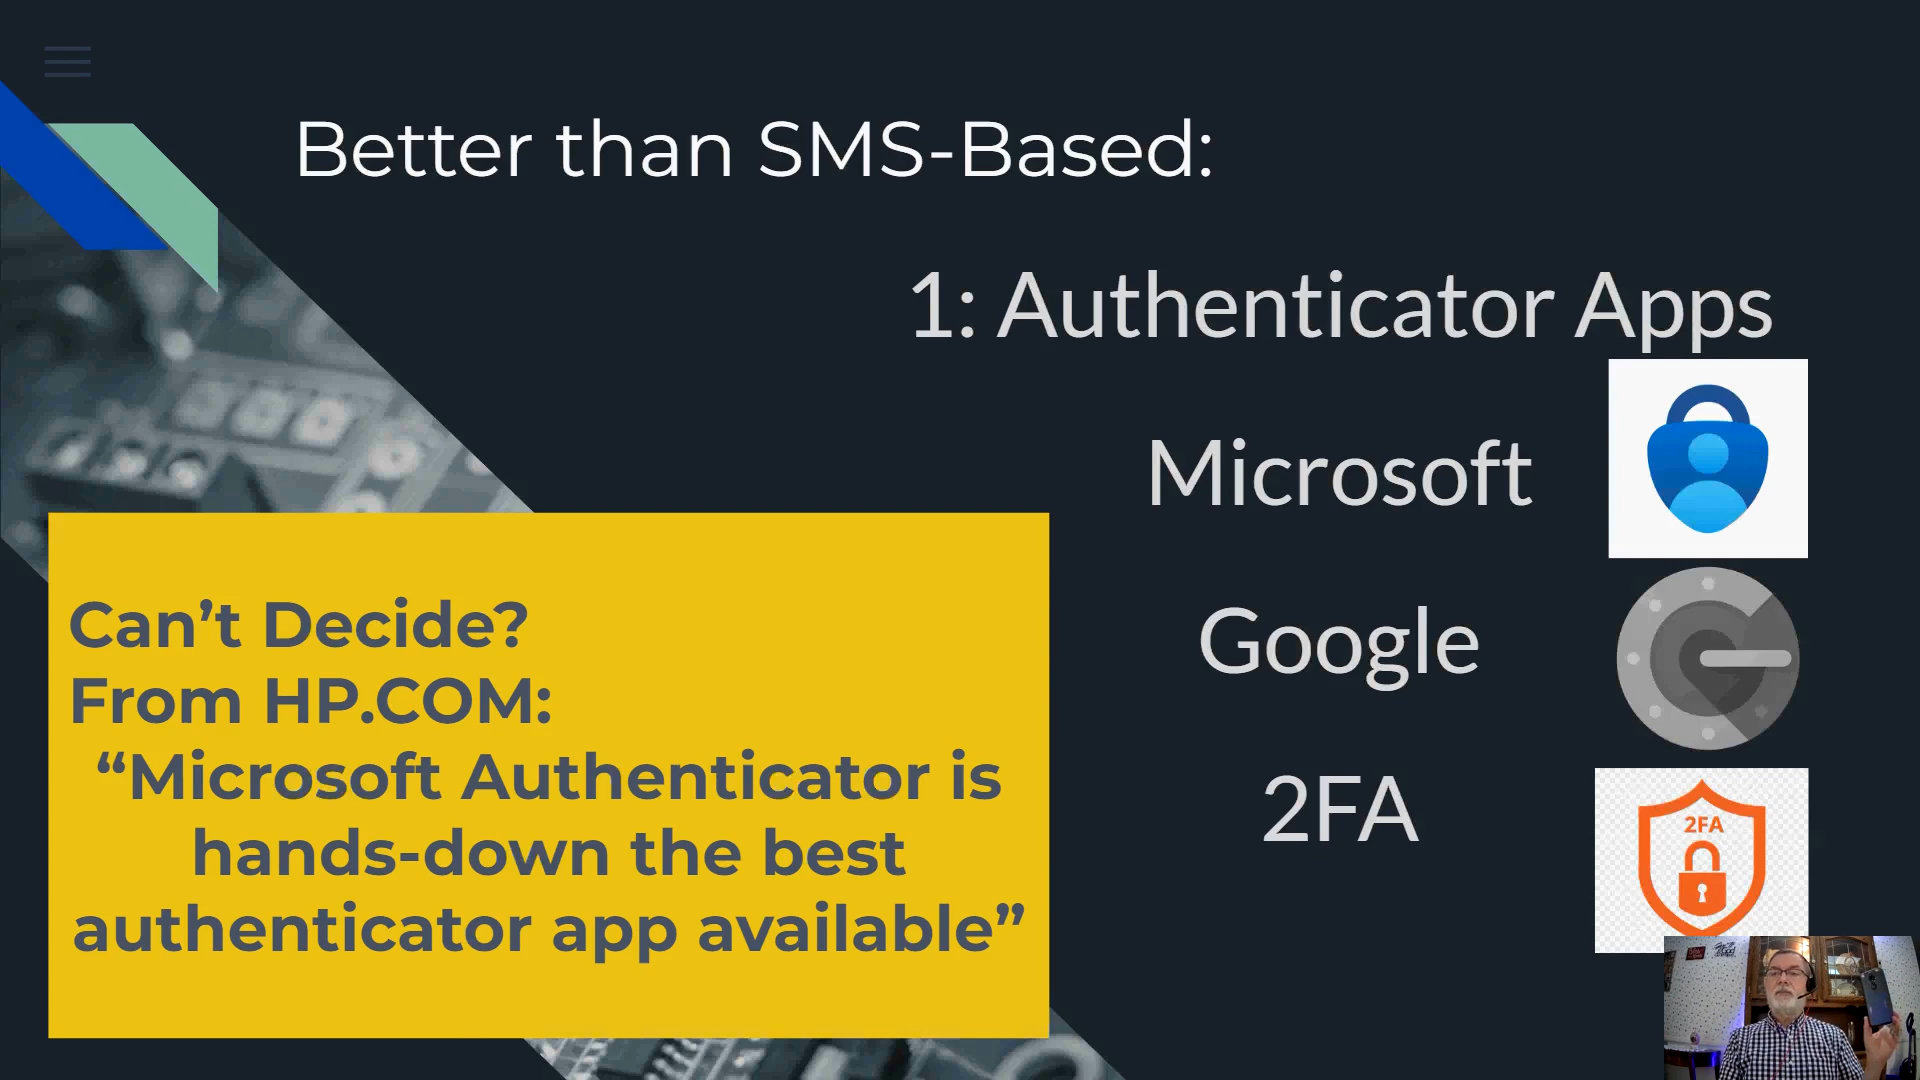 Better than SMS-Based:
1: Authenticator Apps
Microsoft
Google
2FA
2FA
Can’t Decide?
From HP.COM:
“Microsoft Authenticator is
hands-down the best
authenticator app available”